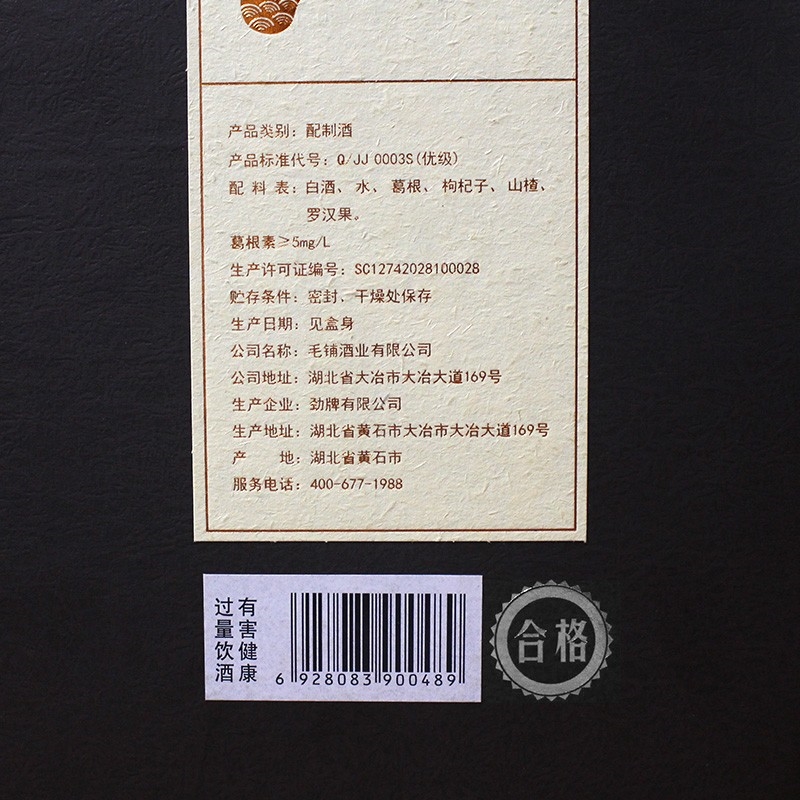 产品类别：配制酒
产品标准代号：Q/JJ 0003S(优级)
配 料 表：白酒、水、葛根、枸杞子、山楂、
罗汉果。
葛根素≥5mg/L
生产许可证编号：SC12742028100028
贮存条件：密封、干燥处保存
生产日期：见盒身
公司名称：毛铺酒业有限公司
公司地址：湖北省大冶市大冶大道169号
生产企业：劲牌有限公司
生产地址：湖北省黄石市大冶市大冶大道169号
产 地：湖北省黄石市
服务电话：400-677-1988
过量饮酒
有害健康
6 928083 900489
合格